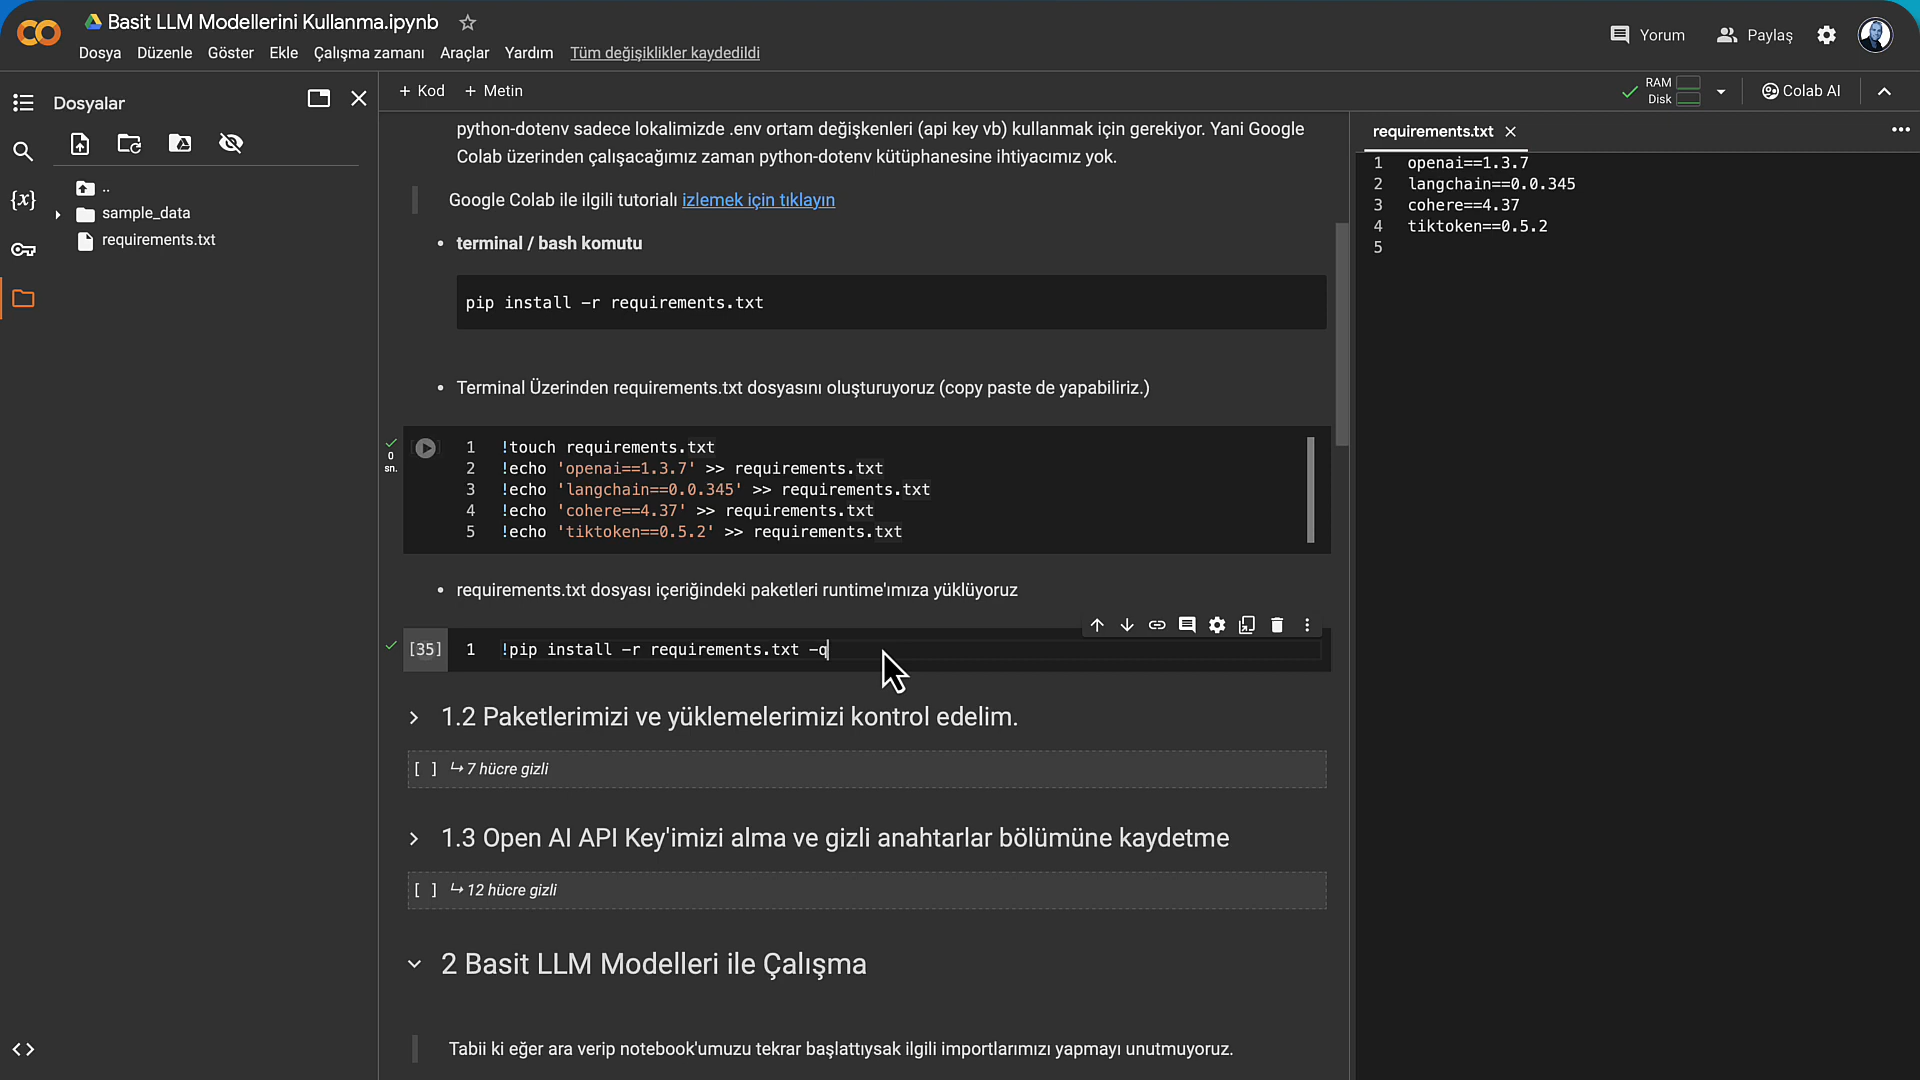 Basit LLM Modellerini Kullanma.ipynb
Dosya Düzenle Göster Ekle Çalışma zamanı Araçlar Yardım Tüm değişiklikler kaydedildi
Yorum Paylaş
Dosyalar
+ Kod + Metin
RAM
Disk
Colab AI
..
sample_data
requirements.txt
python-dotenv sadece lokalimizde .env ortam değişkenleri (api key vb) kullanmak için gerekiyor. Yani Google
Colab üzerinden çalışacağımız zaman python-dotenv kütüphanesine ihtiyacımız yok.
Google Colab ile ilgili tutorialı izlemek için tıklayın
• terminal / bash komutu
pip install -r requirements.txt
• Terminal Üzerinden requirements.txt dosyasını oluşturuyoruz (copy paste de yapabiliriz.)
0
sn.
1 !touch requirements.txt
2 !echo 'openai==1.3.7' >> requirements.txt
3 !echo 'langchain==0.0.345' >> requirements.txt
4 !echo 'cohere==4.37' >> requirements.txt
5 !echo 'tiktoken==0.5.2' >> requirements.txt
• requirements.txt dosyası içeriğindeki paketleri runtime'ımıza yüklüyoruz
[35] 1 !pip install -r requirements.txt -q
1.2 Paketlerimizi ve yüklemelerimizi kontrol edelim.
[ ] ↳ 7 hücre gizli
1.3 Open AI API Key'imizi alma ve gizli anahtarlar bölümüne kaydetme
[ ] ↳ 12 hücre gizli
2 Basit LLM Modelleri ile Çalışma
Tabii ki eğer ara verip notebook'umuzu tekrar başlattıysak ilgili importlarımızı yapmayı unutmuyoruz.
requirements.txt
1 openai==1.3.7
2 langchain==0.0.345
3 cohere==4.37
4 tiktoken==0.5.2
5